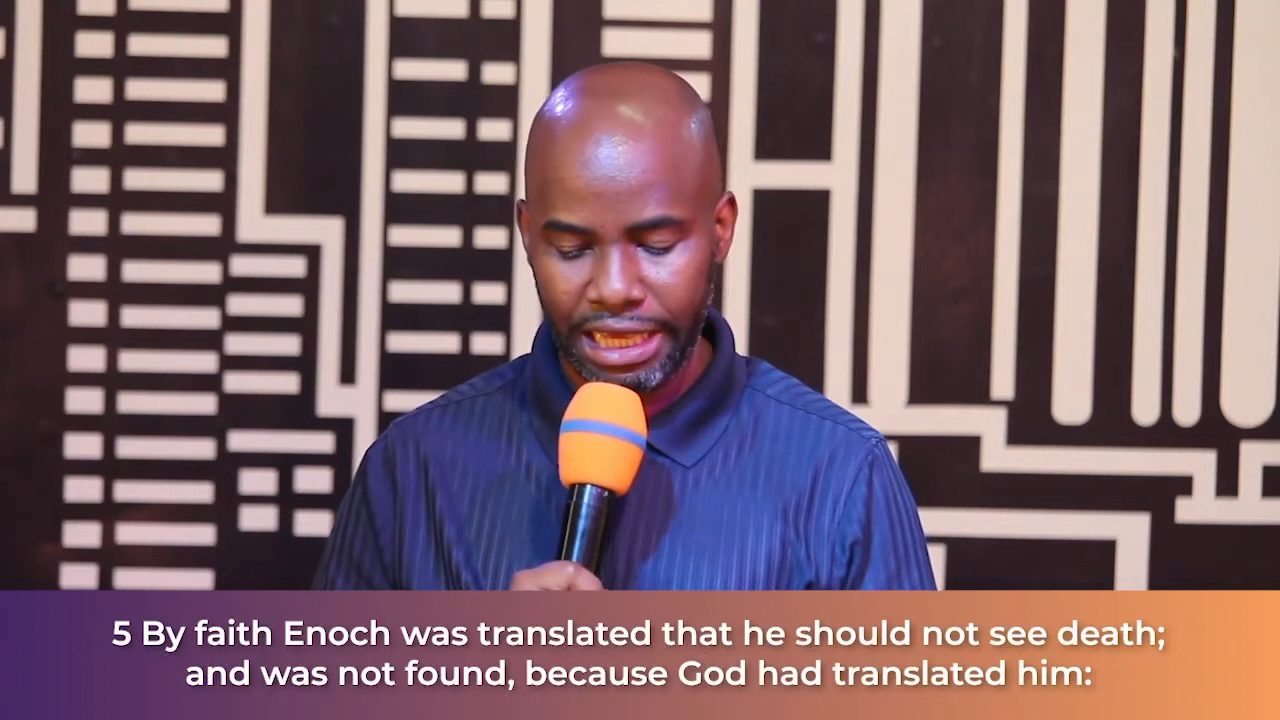 5 By faith Enoch was translated that he should not see death;
and was not found, because God had translated him: